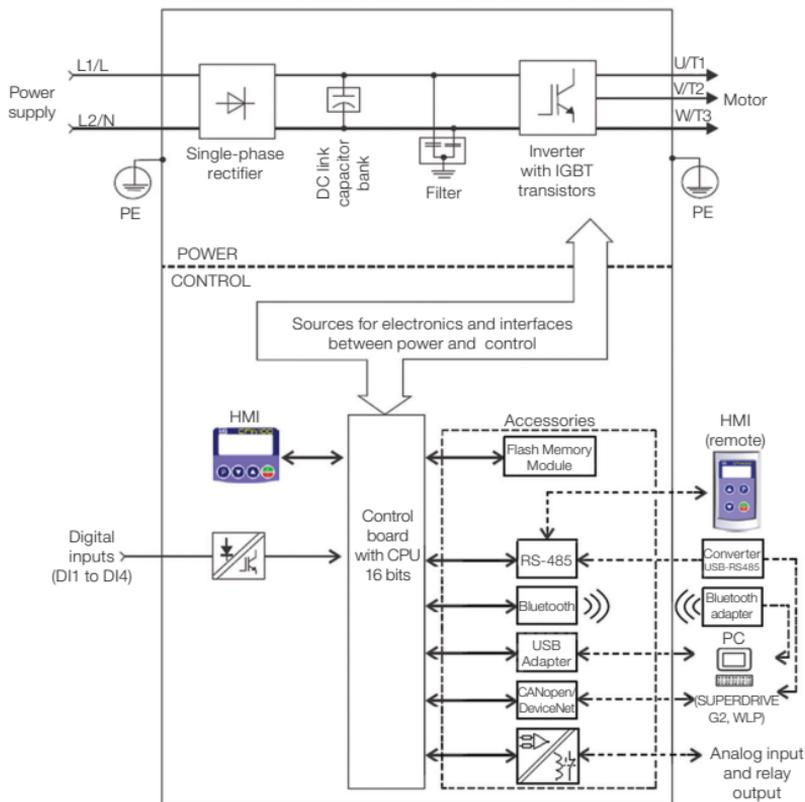 L1/L
U/T1
Power
supply
V/T2
Motor
L2/N
W/T3
Single-phase
rectifier
DC link
capacitor
bank
Filter
Inverter
with IGBT
transistors
PE
PE
POWER
CONTROL
Sources for electronics and interfaces
between power and control
HMI
Accessories
HMI
(remote)
Flash Memory
Module
Digital
inputs
(DI1 to DI4)
Control
board
with CPU
16 bits
RS-485
Converter
USB-RS485
Bluetooth
Bluetooth
adapter
USB
Adapter
PC
CANopen/
DeviceNet
(SUPERDRIVE
G2, WLP)
Analog input
and relay
output